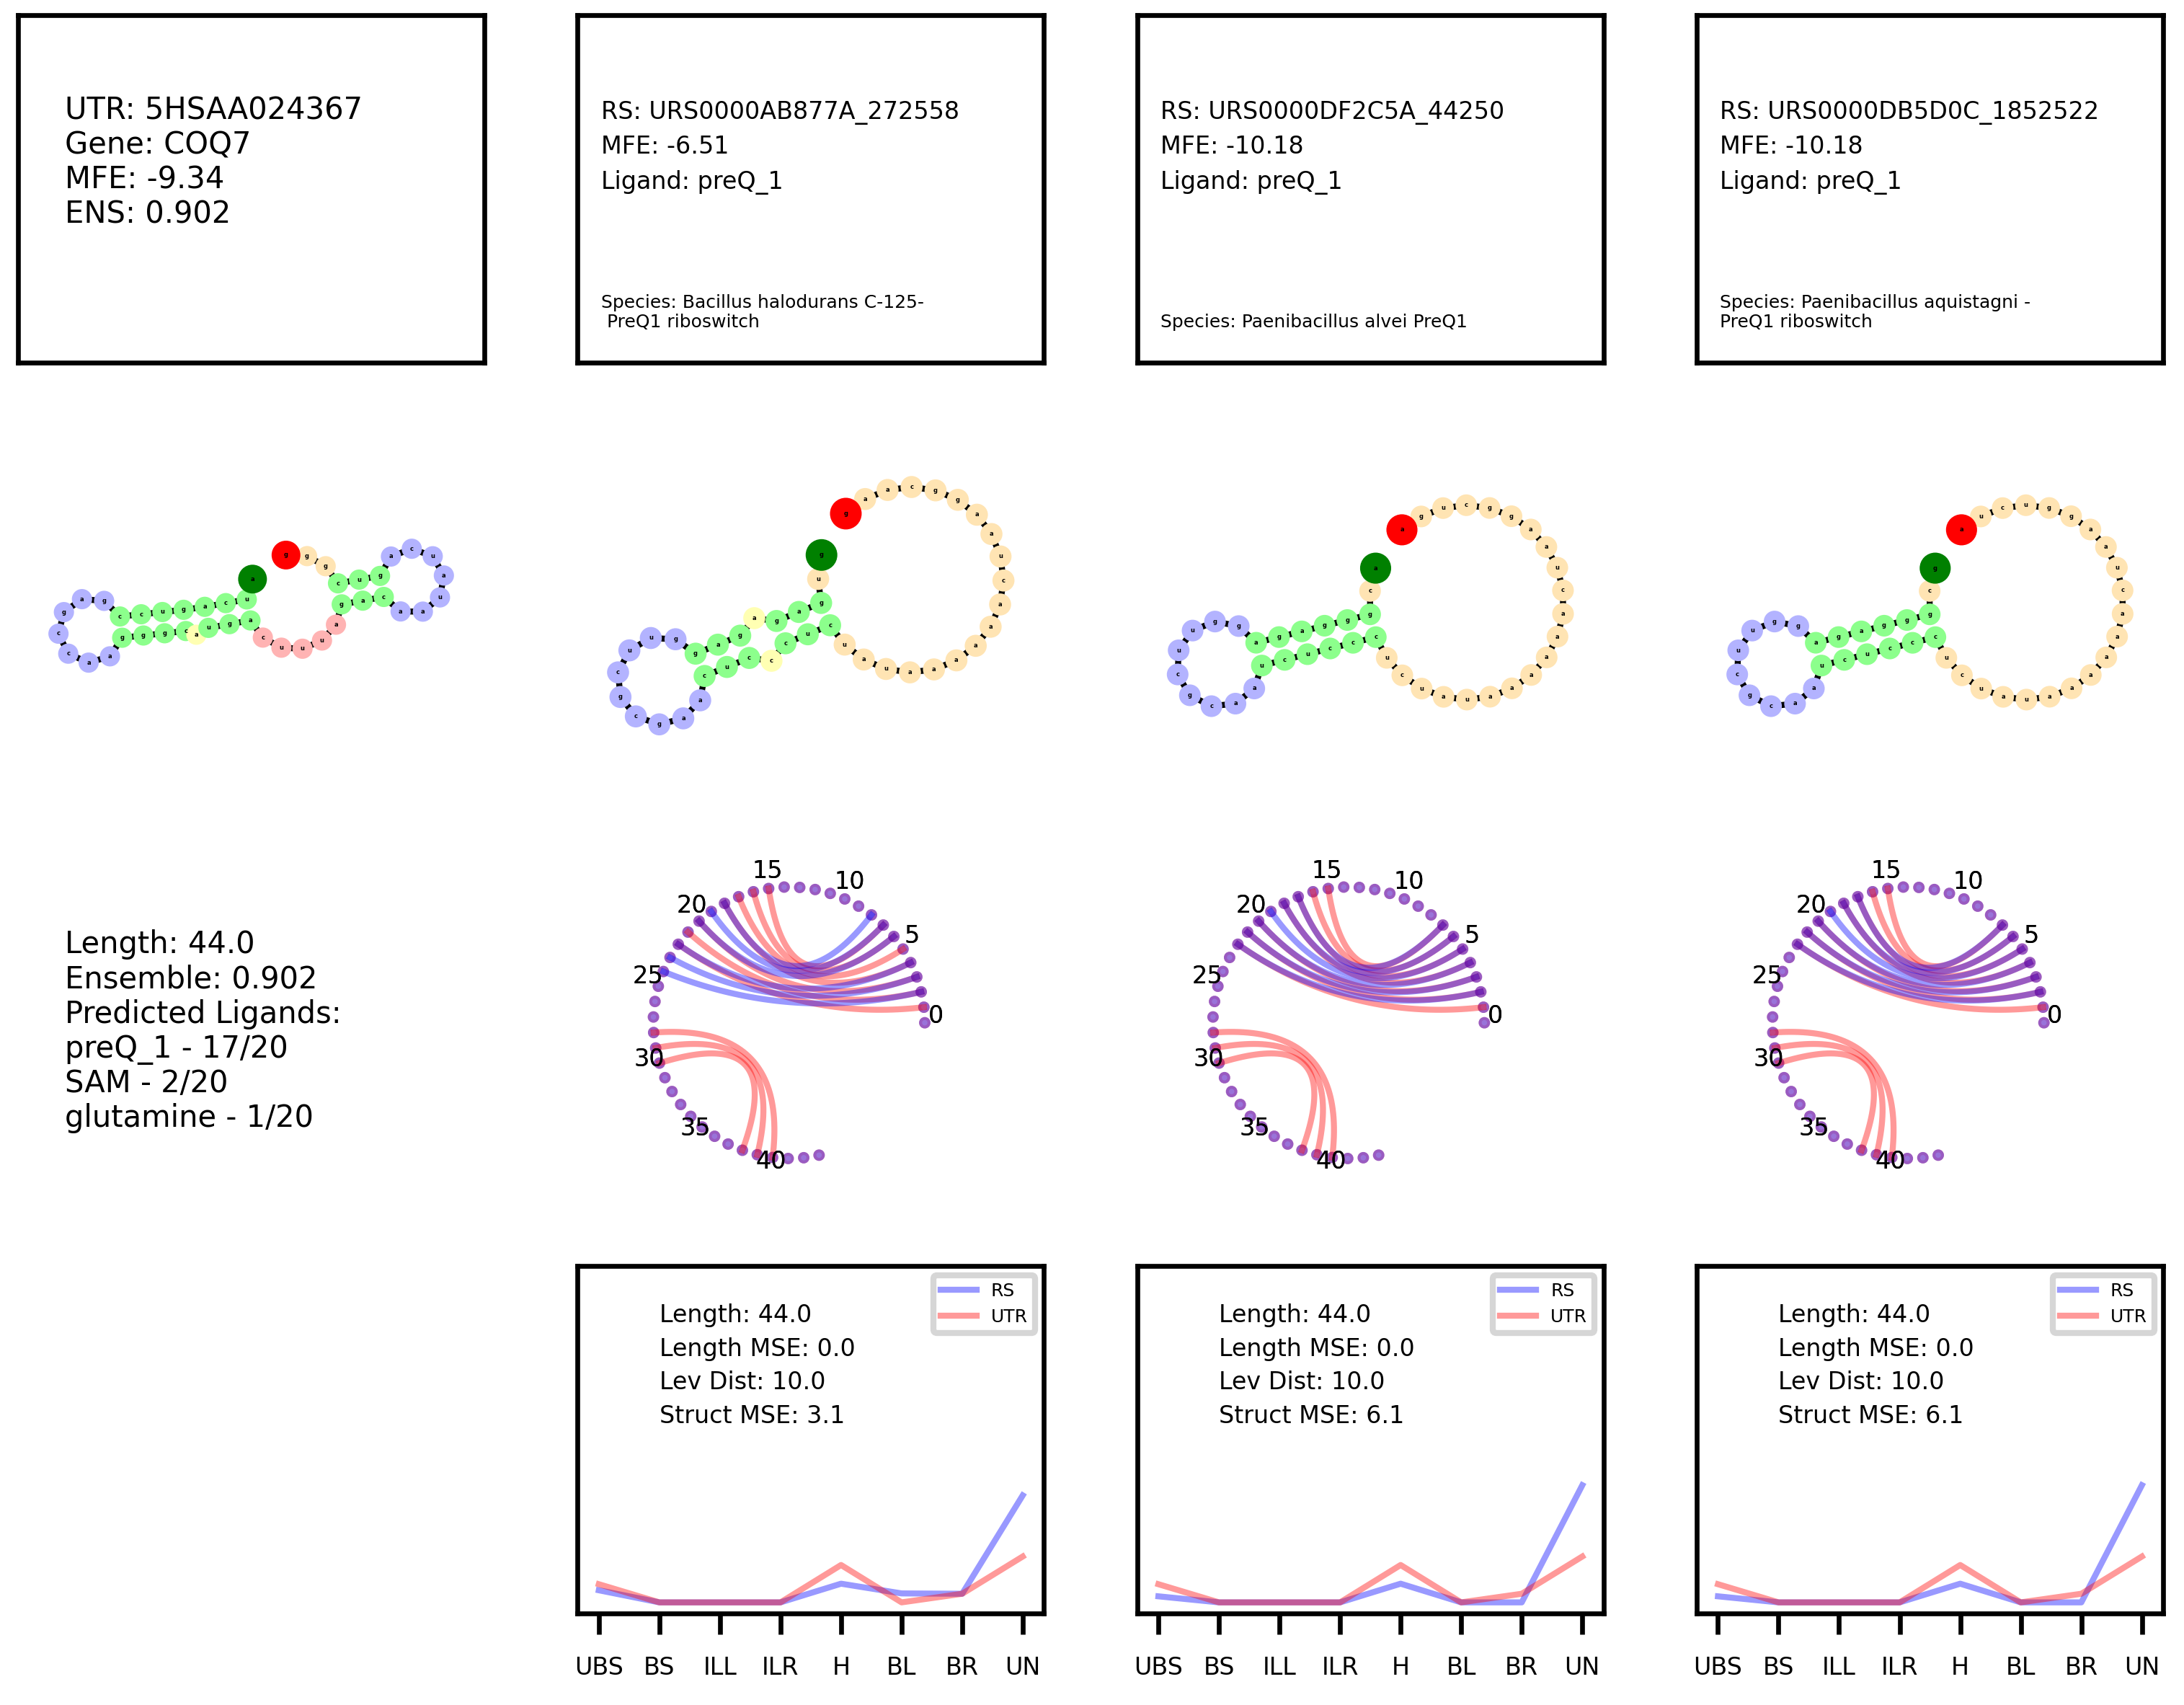 UTR: 5HSAA024367
Gene: COQ7
MFE: -9.34
ENS: 0.902
RS: URS0000AB877A_272558
MFE: -6.51
Ligand: preQ_1
Species: Bacillus halodurans C-125-
PreQ1 riboswitch
RS: URS0000DF2C5A_44250
MFE: -10.18
Ligand: preQ_1
Species: Paenibacillus alvei PreQ1
RS: URS0000DB5D0C_1852522
MFE: -10.18
Ligand: preQ_1
Species: Paenibacillus aquistagni -
PreQ1 riboswitch
Length: 44.0
Ensemble: 0.902
Predicted Ligands:
preQ_1 - 17/20
SAM - 2/20
glutamine - 1/20
0
5
10
15
20
25
30
35
40
0
5
10
15
20
25
30
35
40
0
5
10
15
20
25
30
35
40
Length: 44.0
Length MSE: 0.0
Lev Dist: 10.0
Struct MSE: 3.1
RS
UTR
UBS BS ILL ILR H BL BR UN
Length: 44.0
Length MSE: 0.0
Lev Dist: 10.0
Struct MSE: 6.1
RS
UTR
UBS BS ILL ILR H BL BR UN
Length: 44.0
Length MSE: 0.0
Lev Dist: 10.0
Struct MSE: 6.1
RS
UTR
UBS BS ILL ILR H BL BR UN